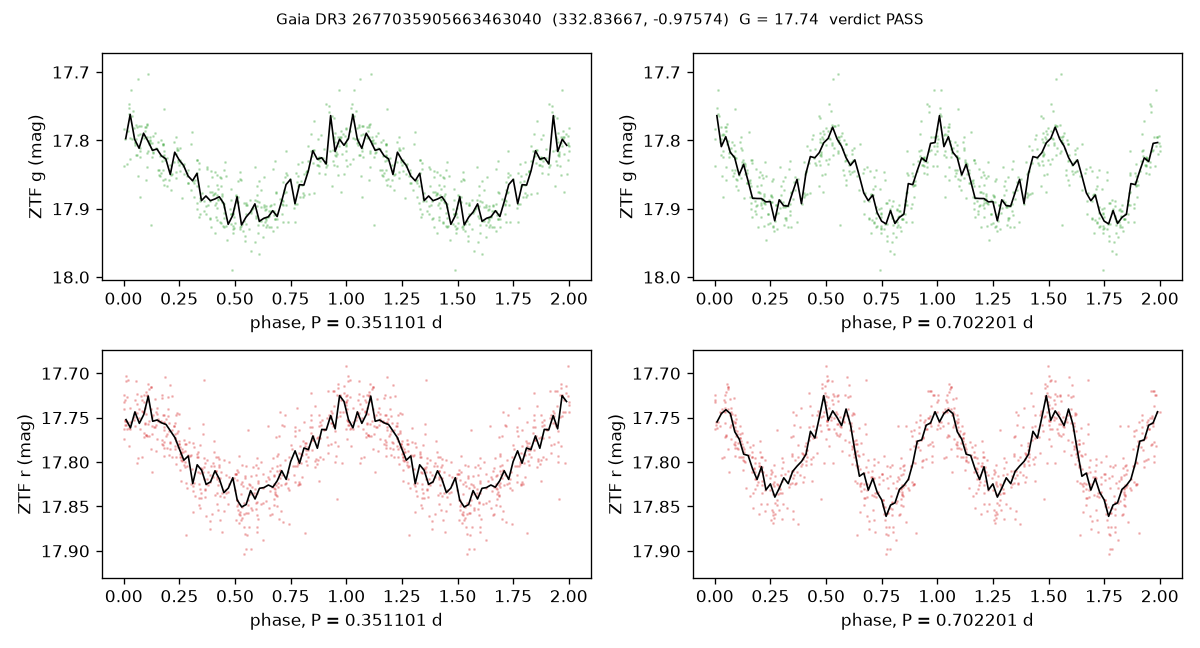 Gaia DR3 2677035905663463040 (332.83667, -0.97574) G = 17.74 verdict PASS
ZTF g (mag)
17.7
17.8
17.9
18.0
0.00 0.25 0.50 0.75 1.00 1.25 1.50 1.75 2.00
phase, P = 0.351101 d
ZTF g (mag)
17.7
17.8
17.9
18.0
0.00 0.25 0.50 0.75 1.00 1.25 1.50 1.75 2.00
phase, P = 0.702201 d
ZTF r (mag)
17.70
17.75
17.80
17.85
17.90
0.00 0.25 0.50 0.75 1.00 1.25 1.50 1.75 2.00
phase, P = 0.351101 d
ZTF r (mag)
17.70
17.75
17.80
17.85
17.90
0.00 0.25 0.50 0.75 1.00 1.25 1.50 1.75 2.00
phase, P = 0.702201 d